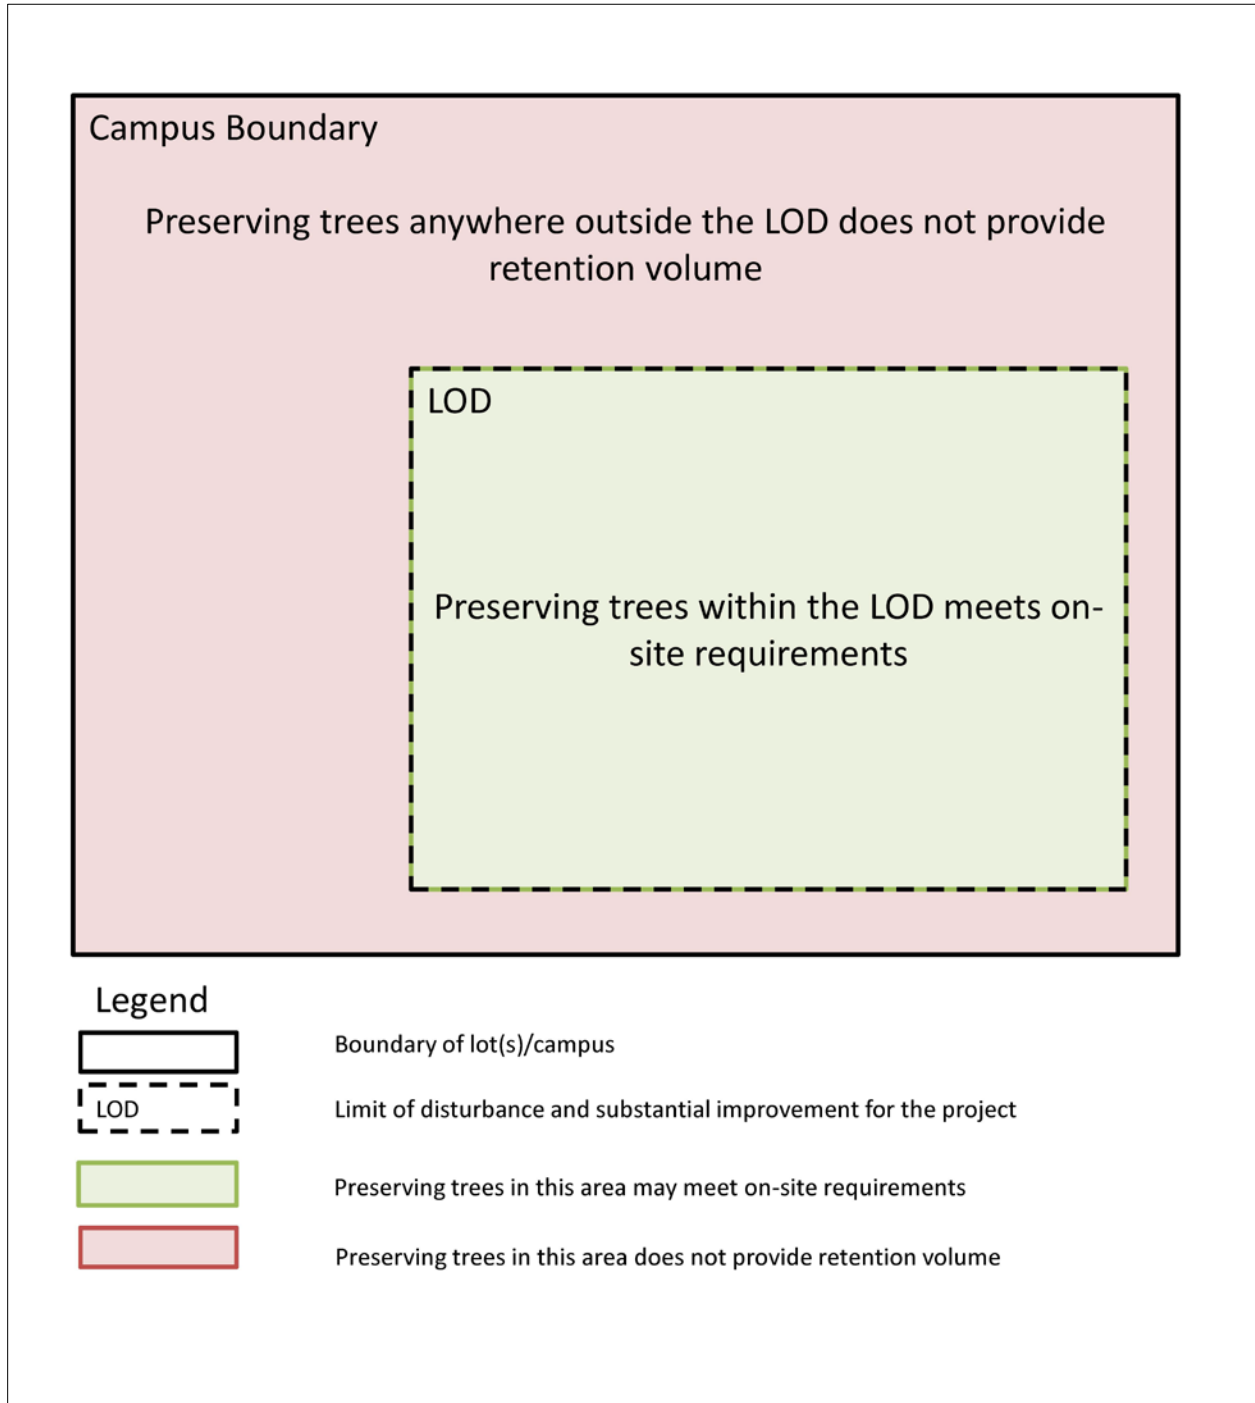 Campus Boundary
Preserving trees anywhere outside the LOD does not provide
retention volume
LOD
Preserving trees within the LOD meets on-
site requirements
Legend
Boundary of lot(s)/campus
LOD
Limit of disturbance and substantial improvement for the project
Preserving trees in this area may meet on-site requirements
Preserving trees in this area does not provide retention volume